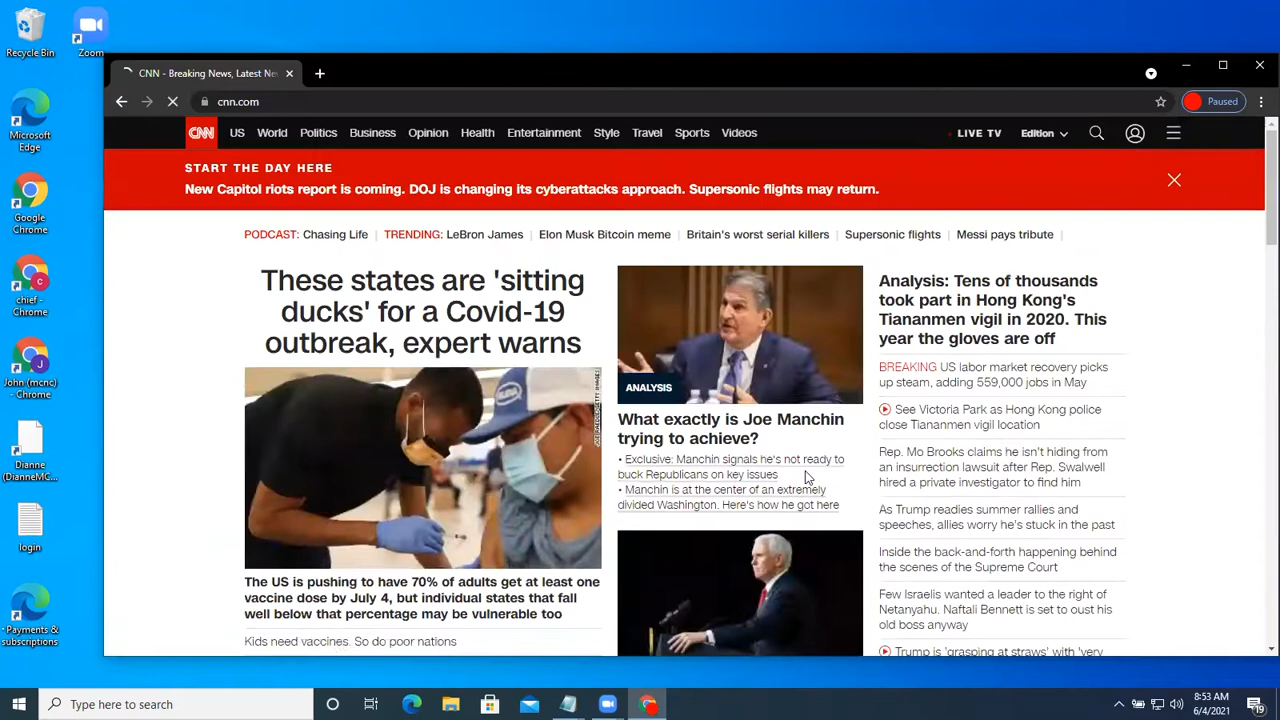 Recycle Bin
Zoom
Microsoft
Edge
Google
Chrome
chief -
Chrome
John (mcnc)
- Chrome
Dianne
(DianneMC...
login
*Payments &
subscriptions
CNN - Breaking News, Latest Ne
cnn.com
Paused
CNN US World Politics Business Opinion Health Entertainment Style Travel Sports Videos LIVE TV Edition
START THE DAY HERE
New Capitol riots report is coming. DOJ is changing its cyberattacks approach. Supersonic flights may return.
PODCAST: Chasing Life | TRENDING: LeBron James | Elon Musk Bitcoin meme | Britain's worst serial killers | Supersonic flights | Messi pays tribute |
These states are 'sitting
ducks' for a Covid-19
outbreak, expert warns
The US is pushing to have 70% of adults get at least one
vaccine dose by July 4, but individual states that fall
well below that percentage may be vulnerable too
Kids need vaccines. So do poor nations
ANALYSIS
What exactly is Joe Manchin
trying to achieve?
• Exclusive: Manchin signals he's not ready to
buck Republicans on key issues
• Manchin is at the center of an extremely
divided Washington. Here's how he got here
Analysis: Tens of thousands
took part in Hong Kong's
Tiananmen vigil in 2020. This
year the gloves are off
BREAKING US labor market recovery picks
up steam, adding 559,000 jobs in May
See Victoria Park as Hong Kong police
close Tiananmen vigil location
Rep. Mo Brooks claims he isn't hiding from
an insurrection lawsuit after Rep. Swalwell
hired a private investigator to find him
As Trump readies summer rallies and
speeches, allies worry he's stuck in the past
Inside the back-and-forth happening behind
the scenes of the Supreme Court
Few Israelis wanted a leader to the right of
Netanyahu. Naftali Bennett is set to oust his
old boss anyway
Trump is 'grasping at straws' with 'very
Type here to search
8:53 AM
6/4/2021
19